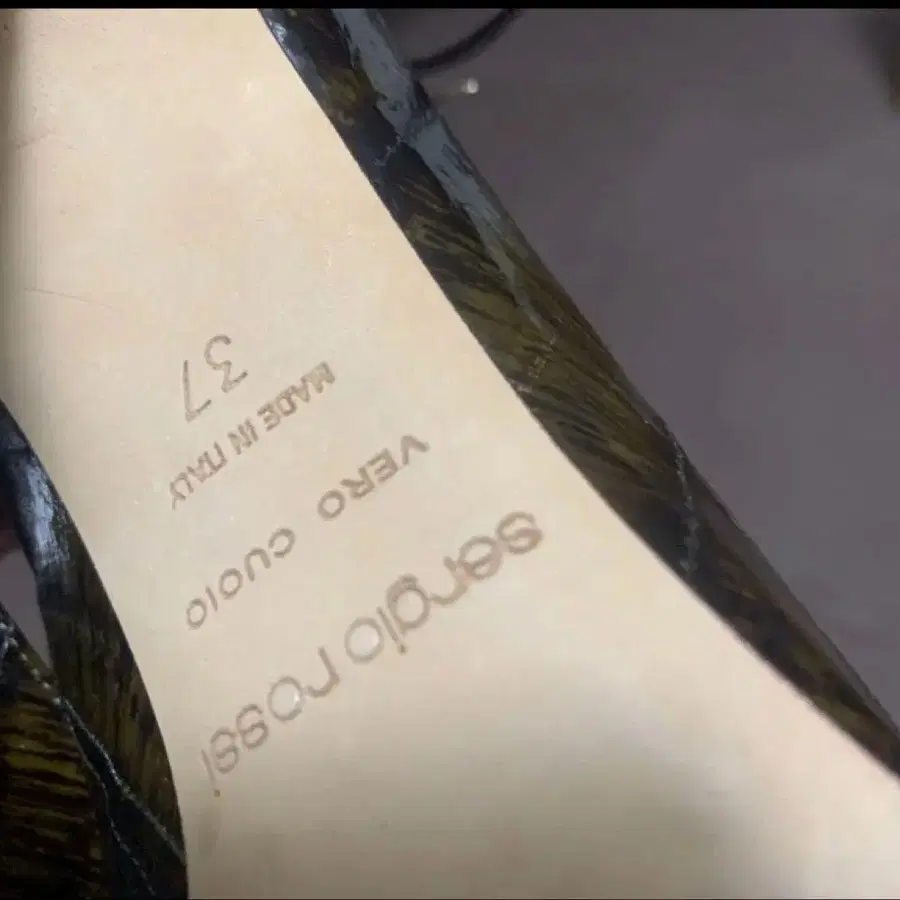 sergio rossi
VERO CUOIO
MADE IN ITALY
37